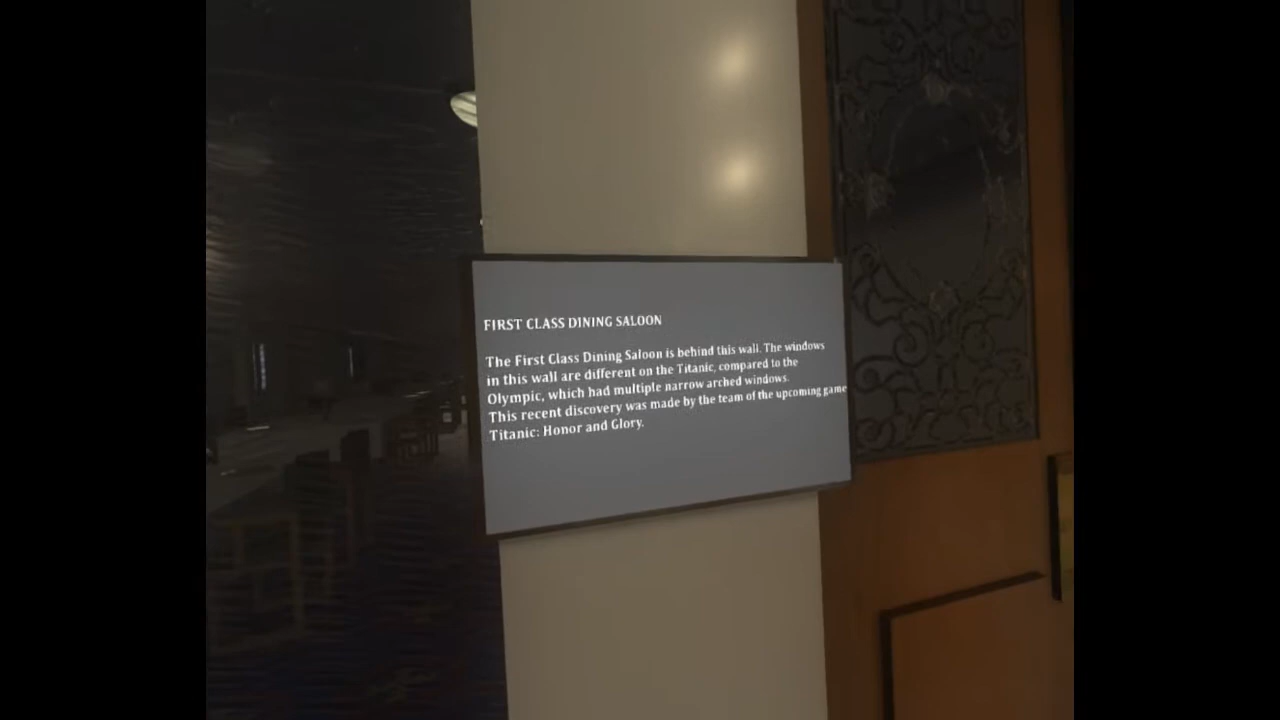 FIRST CLASS DINING SALOON
The First Class Dining Saloon is behind this wall. The windows
in this wall are different on the Titanic, compared to the
Olympic, which had multiple narrow arched windows.
This recent discovery was made by the team of the upcoming game
Titanic: Honor and Glory.